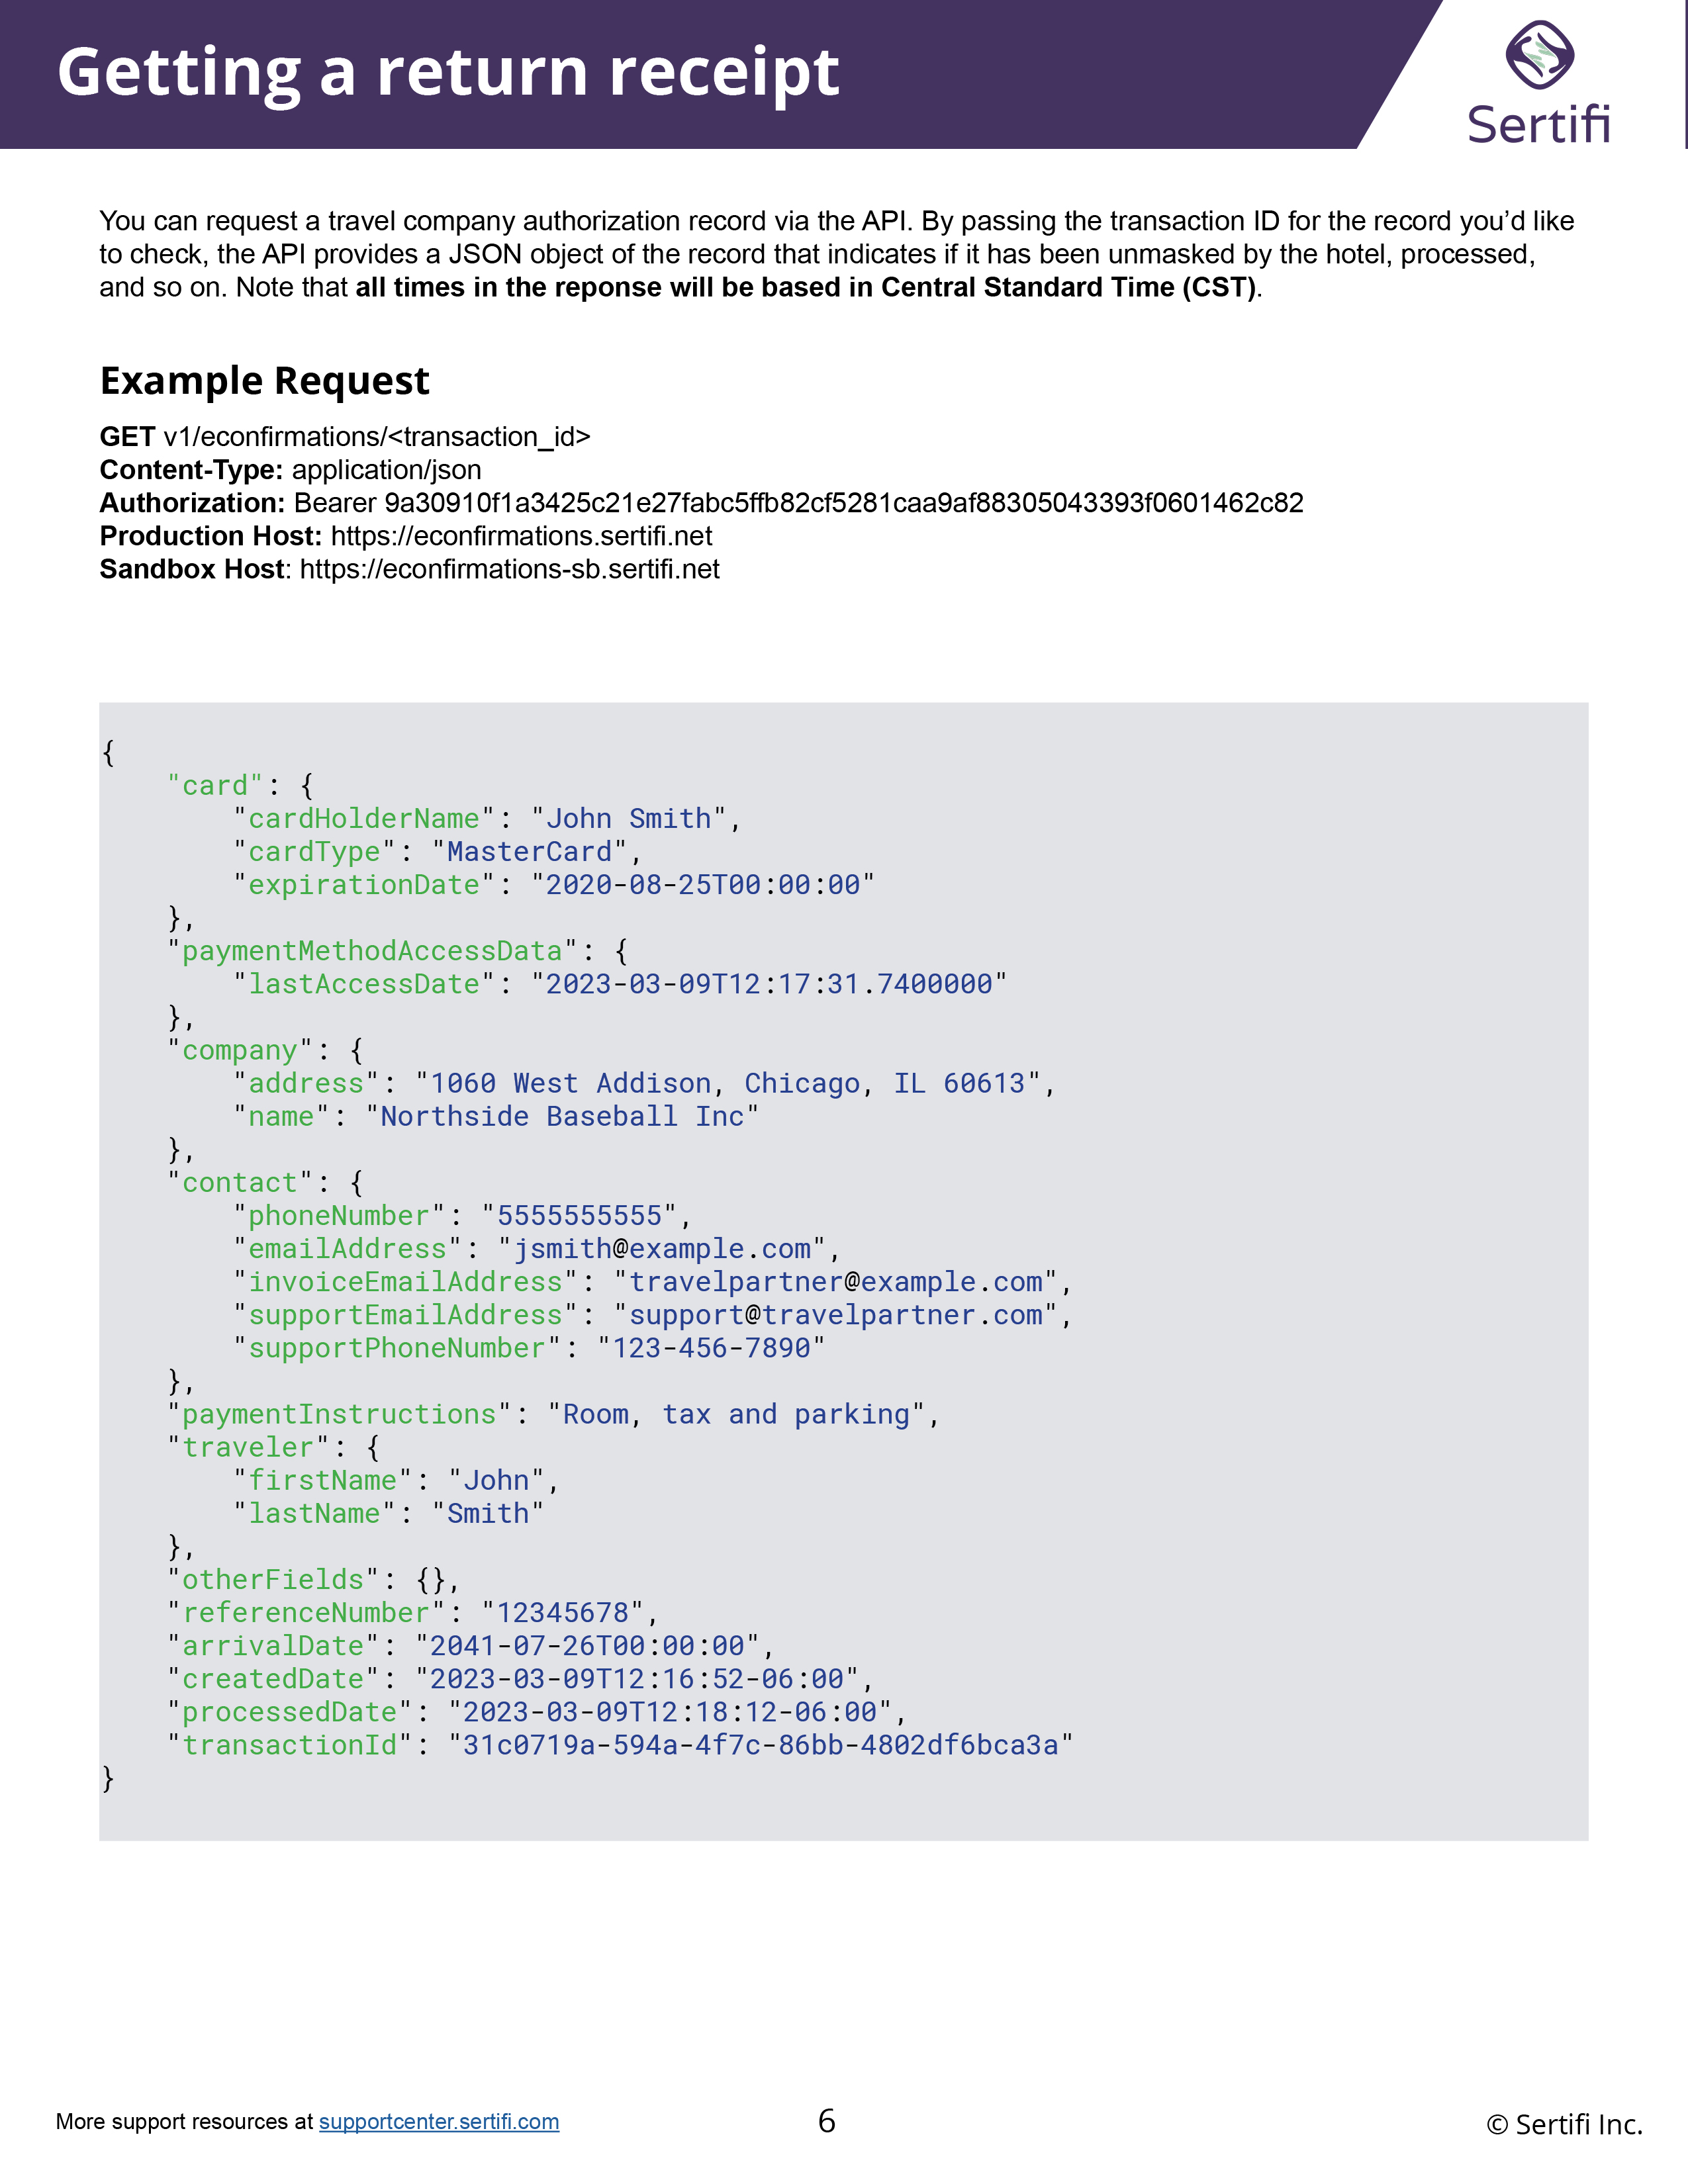 Getting a return receipt
Sertifi
You can request a travel company authorization record via the API. By passing the transaction ID for the record you’d like
to check, the API provides a JSON object of the record that indicates if it has been unmasked by the hotel, processed,
and so on. Note that all times in the reponse will be based in Central Standard Time (CST).
Example Request
GET v1/econfirmations/<transaction_id>
Content-Type: application/json
Authorization: Bearer 9a30910f1a3425c21e27fabc5ffb82cf5281caa9af88305043393f0601462c82
Production Host: https://econfirmations.sertifi.net
Sandbox Host: https://econfirmations-sb.sertifi.net
{
    "card": {
        "cardHolderName": "John Smith",
        "cardType": "MasterCard",
        "expirationDate": "2020-08-25T00:00:00"
    },
    "paymentMethodAccessData": {
        "lastAccessDate": "2023-03-09T12:17:31.7400000"
    },
    "company": {
        "address": "1060 West Addison, Chicago, IL 60613",
        "name": "Northside Baseball Inc"
    },
    "contact": {
        "phoneNumber": "5555555555",
        "emailAddress": "jsmith@example.com",
        "invoiceEmailAddress": "travelpartner@example.com",
        "supportEmailAddress": "support@travelpartner.com",
        "supportPhoneNumber": "123-456-7890"
    },
    "paymentInstructions": "Room, tax and parking",
    "traveler": {
        "firstName": "John",
        "lastName": "Smith"
    },
    "otherFields": {},
    "referenceNumber": "12345678",
    "arrivalDate": "2041-07-26T00:00:00",
    "createdDate": "2023-03-09T12:16:52-06:00",
    "processedDate": "2023-03-09T12:18:12-06:00",
    "transactionId": "31c0719a-594a-4f7c-86bb-4802df6bca3a"
}
More support resources at supportcenter.sertifi.com
6
© Sertifi Inc.